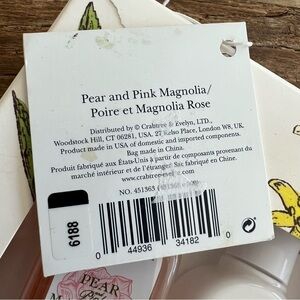 Pear and Pink Magnolia/
Poire et Magnolia Rose
Distributed by © Crabtree & Evelyn, LTD.,
Woodstock Hill, CT 06281, USA. 27 Kelso Place, London W8, UK.
Product made in USA of domestic and imported components.
Bag made in China.
Produit fabriqué aux États-Unis à partir de composants provenant du
marché intérieur et de l'étranger. Sac fabriqué en Chine.
www.crabtree-evelyn.com
NO. 451363
6188
0 44936 34182 0
PEAR
and